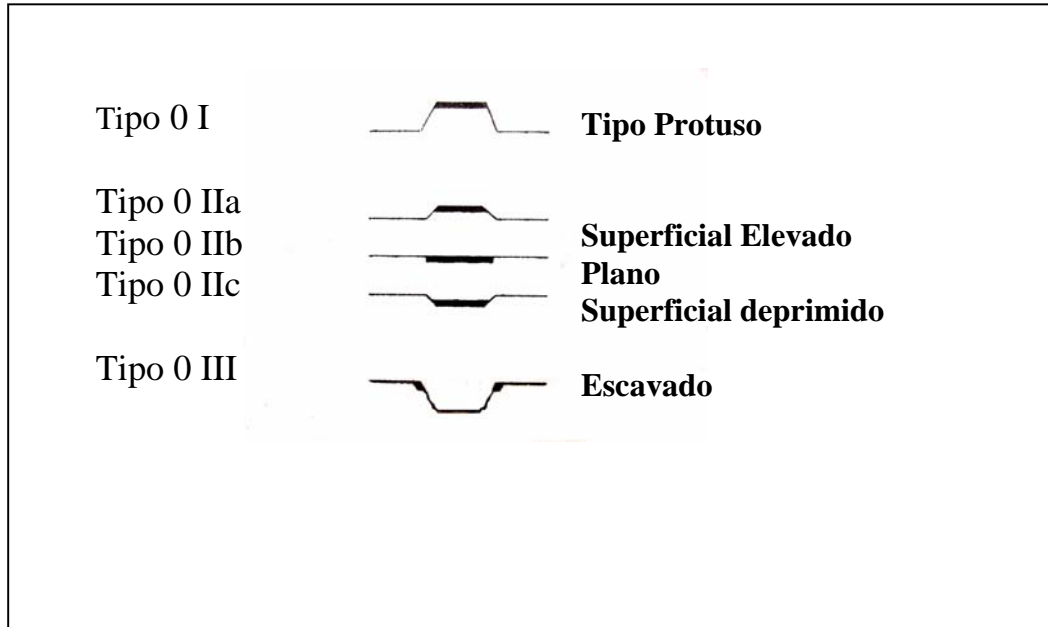 Tipo 0 I
Tipo Protuso
Tipo 0 IIa
Superficial Elevado
Tipo 0 IIb
Plano
Tipo 0 IIc
Superficial deprimido
Tipo 0 III
Escavado